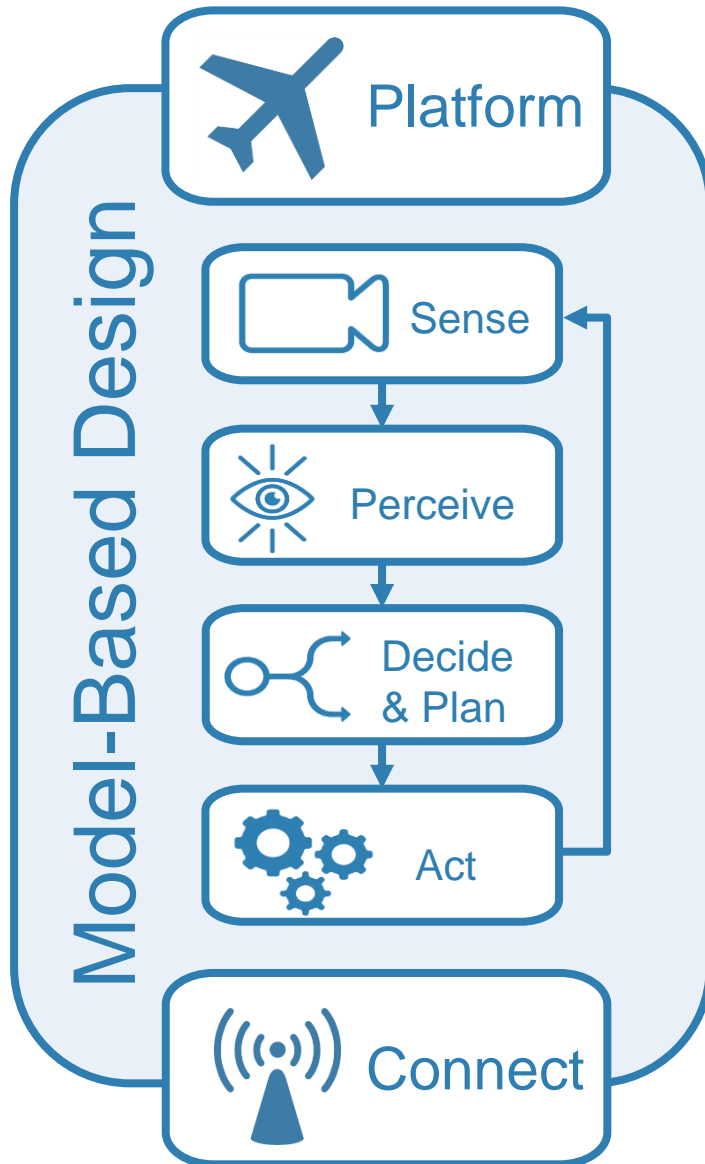 Platform
Model-Based Design
Sense
Perceive
Decide
& Plan
Act
Connect